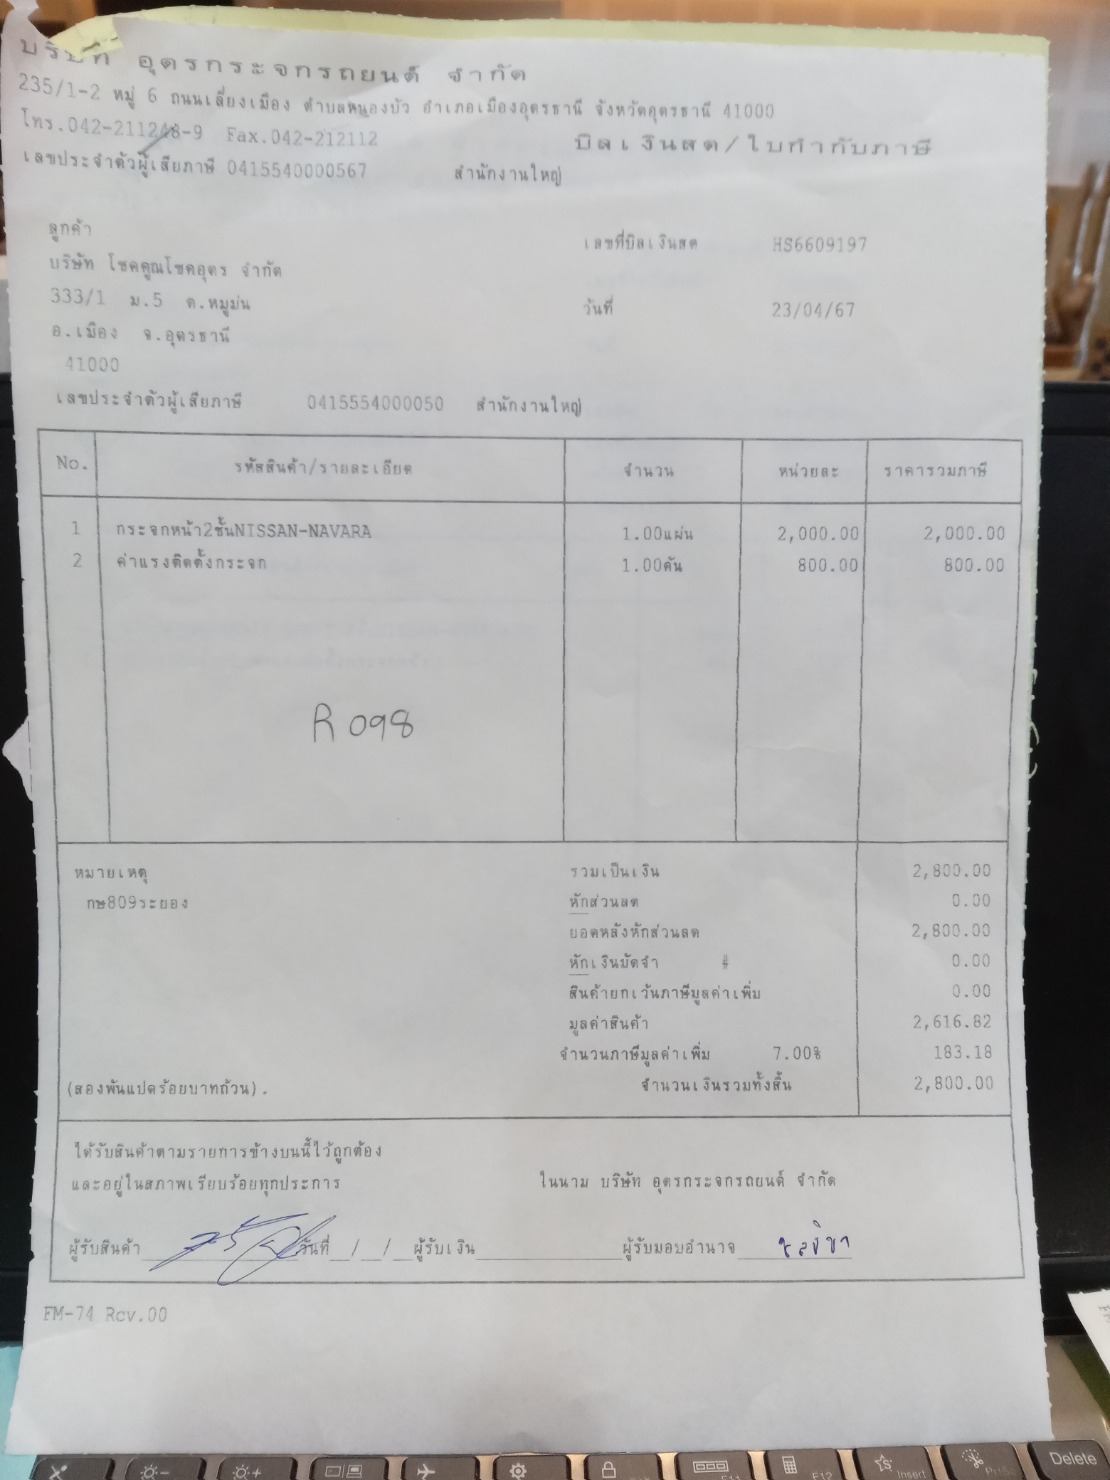 บริษัท อุดรกระจกรถยนต์ จำกัด
235/1-2 หมู่ 6 ถนนเลี่ยงเมือง ตำบลหนองบัว อำเภอเมืองอุดรธานี จังหวัดอุดรธานี 41000
โทร.042-211248-9 Fax.042-212112
บิลเงินสด/ใบกำกับภาษี
เลขประจำตัวผู้เสียภาษี 0415540000567 สำนักงานใหญ่
ลูกค้า
เลขที่บิลเงินสด HS6609197
บริษัท โชคคูณโชคอุดร จำกัด
333/1 ม.5 ต.หมูม่น
วันที่ 23/04/67
อ.เมือง จ.อุดรธานี
41000
เลขประจำตัวผู้เสียภาษี 0415554000050 สำนักงานใหญ่
No. รหัสสินค้า/รายละเอียด จำนวน หน่วยละ ราคารวมภาษี
1 กระจกหน้า2ชั้นNISSAN-NAVARA 1.00แผ่น 2,000.00 2,000.00
2 ค่าแรงติดตั้งกระจก 1.00คัน 800.00 800.00
R 098
หมายเหตุ รวมเป็นเงิน 2,800.00
กษ809ระยอง หักส่วนลด 0.00
ยอดหลังหักส่วนลด 2,800.00
หักเงินมัดจำ # 0.00
สินค้ายกเว้นภาษีมูลค่าเพิ่ม 0.00
มูลค่าสินค้า 2,616.82
จำนวนภาษีมูลค่าเพิ่ม 7.00% 183.18
(สองพันแปดร้อยบาทถ้วน). จำนวนเงินรวมทั้งสิ้น 2,800.00
ได้รับสินค้าตามรายการข้างบนนี้ไว้ถูกต้อง
และอยู่ในสภาพเรียบร้อยทุกประการ ในนาม บริษัท อุดรกระจกรถยนต์ จำกัด
ผู้รับสินค้า วันที่ / / ผู้รับเงิน ผู้รับมอบอำนาจ
FM-74 Rev.00
Insert
Delete